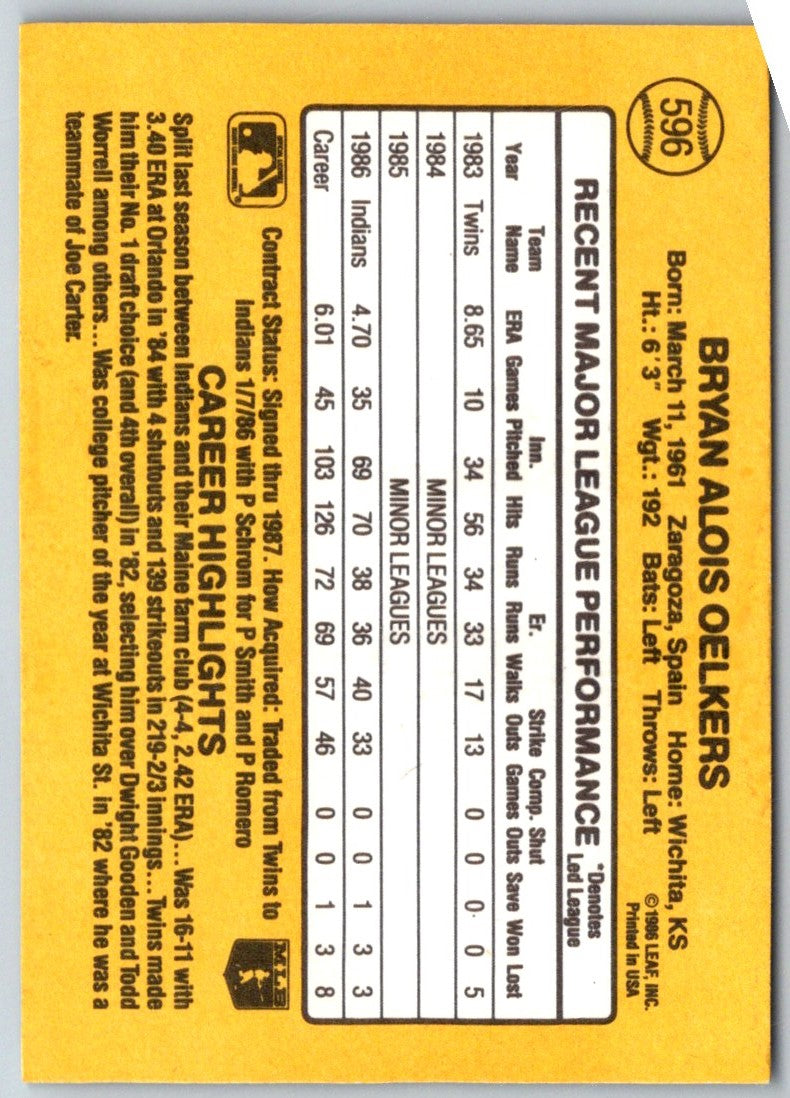 596
BRYAN ALOIS OELKERS
Born: March 11, 1961 Zaragoza, Spain Home: Wichita, KS
Ht.: 6'3" Wgt.: 192 Bats: Left Throws: Left
©1986 LEAF, INC.
Printed in USA
RECENT MAJOR LEAGUE PERFORMANCE *Denotes
Led League
Team Inn. Er. Strike Comp. Shut
Year Name ERA Games Pitched Hits Runs Runs Walks Outs Games Outs Save Won Lost
1983 Twins 8.65 10 34 56 34 33 17 13 0 0 0 0 5
1984 MINOR LEAGUES
1985 MINOR LEAGUES
1986 Indians 4.70 35 69 70 38 36 40 33 0 0 1 3 3
Career 6.01 45 103 126 72 69 57 46 0 0 1 3 8
Contract Status: Signed thru 1987. How Acquired: Traded from Twins to
Indians 1/7/86 with P Schrom for P Smith and P Romero
MLB
CAREER HIGHLIGHTS
Split last season between Indians and their Maine farm club (4-4, 2.42 ERA)... Was 16-11 with
3.40 ERA at Orlando in '84 with 4 shutouts and 139 strikeouts in 219-2/3 innings... Twins made
him their No. 1 draft choice (and 4th overall) in '82, selecting him over Dwight Gooden and Todd
Worrell among others... Was college pitcher of the year at Wichita St. in '82 where he was a
teammate of Joe Carter.